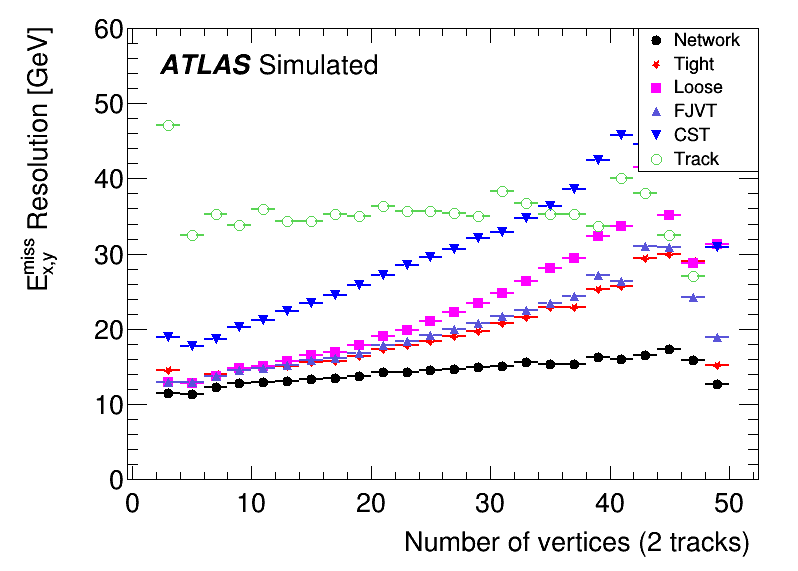 60
50
40
30
20
10
0
E miss x,y Resolution [GeV]
ATLAS Simulated
Network
Tight
Loose
FJVT
CST
Track
0 10 20 30 40 50
Number of vertices (2 tracks)